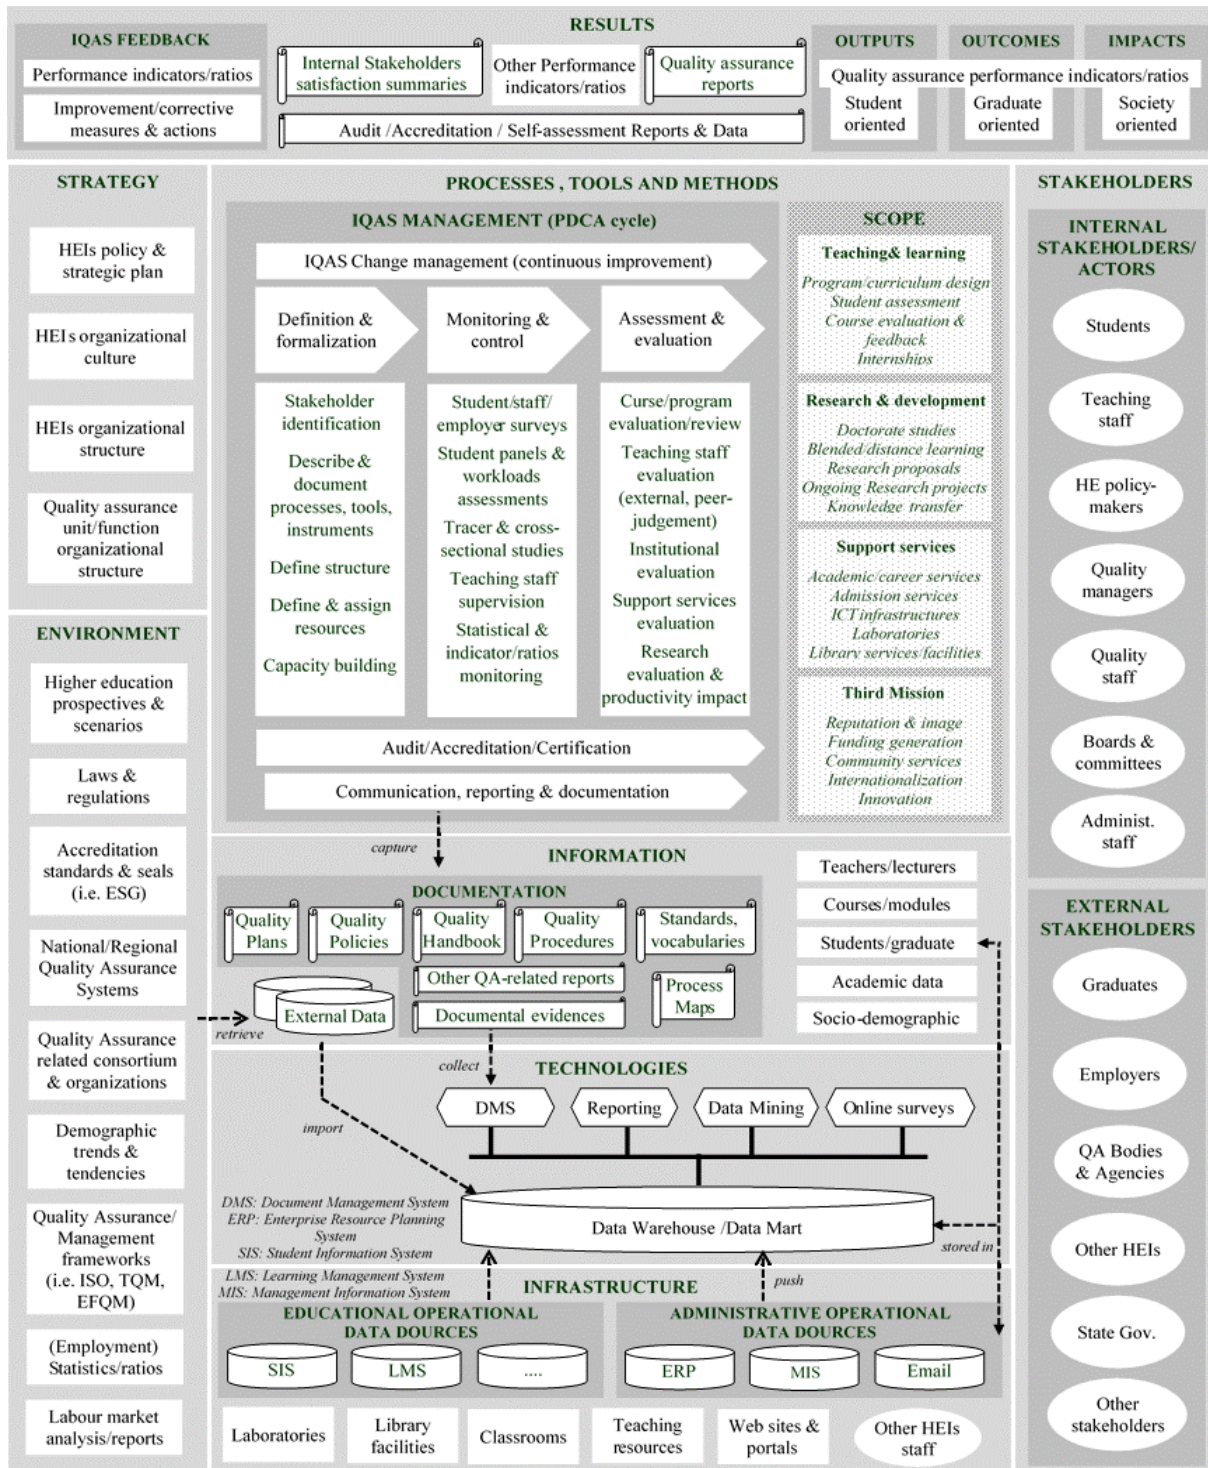 RESULTS
IQAS FEEDBACK
Performance indicators/ratios
Improvement/corrective
measures & actions
Internal Stakeholders
satisfaction summaries
Other Performance
indicators/ratios
Quality assurance
reports
Audit /Accreditation / Self-assessment Reports & Data
OUTPUTS
OUTCOMES
IMPACTS
Quality assurance performance indicators/ratios
Student
oriented
Graduate
oriented
Society
oriented
STRATEGY
HEIs policy &
strategic plan
HEIs organizational
culture
HEIs organizational
structure
Quality assurance
unit/function
organizational
structure
ENVIRONMENT
Higher education
prospectives &
scenarios
Laws &
regulations
Accreditation
standards & seals
(i.e. ESG)
National/Regional
Quality Assurance
Systems
Quality Assurance
related consortium
& organizations
Demographic
trends &
tendencies
Quality Assurance/
Management
frameworks
(i.e. ISO, TQM,
EFQM)
(Employment)
Statistics/ratios
Labour market
analysis/reports
PROCESSES , TOOLS AND METHODS
IQAS MANAGEMENT (PDCA cycle)
IQAS Change management (continuous improvement)
Definition &
formalization
Monitoring &
control
Assessment &
evaluation
Stakeholder
identification
Describe &
document
processes, tools,
instruments
Define structure
Define & assign
resources
Capacity building
Student/staff/
employer surveys
Student panels &
workloads
assessments
Tracer & cross-
sectional studies
Teaching staff
supervision
Statistical &
indicator/ratios
monitoring
Curse/program
evaluation/review
Teaching staff
evaluation
(external, peer-
judgement)
Institutional
evaluation
Support services
evaluation
Research
evaluation &
productivity impact
Audit/Accreditation/Certification
Communication, reporting & documentation
SCOPE
Teaching& learning
Program/curriculum design
Student assessment
Course evaluation &
feedback
Internships
Research & development
Doctorate studies
Blended/distance learning
Research proposals
Ongoing Research projects
Knowledge transfer
Support services
Academic/career services
Admission services
ICT infrastructures
Laboratories
Library services/facilities
Third Mission
Reputation & image
Funding generation
Community services
Internationalization
Innovation
capture
INFORMATION
DOCUMENTATION
Quality
Plans
Quality
Policies
Quality
Handbook
Quality
Procedures
Standards,
vocabularies
Other QA-related reports
Documental evidences
Process
Maps
External Data
retrieve
Teachers/lecturers
Courses/modules
Students/graduate
Academic data
Socio-demographic
collect
import
TECHNOLOGIES
DMS
Reporting
Data Mining
Online surveys
Data Warehouse /Data Mart
DMS: Document Management System
ERP: Enterprise Resource Planning
System
SIS: Student Information System
LMS: Learning Management System
MIS: Management Information System
stored in
push
INFRASTRUCTURE
EDUCATIONAL OPERATIONAL
DATA DOURCES
SIS
LMS
....
ADMINISTRATIVE OPERATIONAL
DATA DOURCES
ERP
MIS
Email
Laboratories
Library
facilities
Classrooms
Teaching
resources
Web sites &
portals
Other HEIs
staff
STAKEHOLDERS
INTERNAL
STAKEHOLDERS/
ACTORS
Students
Teaching
staff
HE policy-
makers
Quality
managers
Quality
staff
Boards &
committees
Administ.
staff
EXTERNAL
STAKEHOLDERS
Graduates
Employers
QA Bodies
& Agencies
Other HEIs
State Gov.
Other
stakeholders